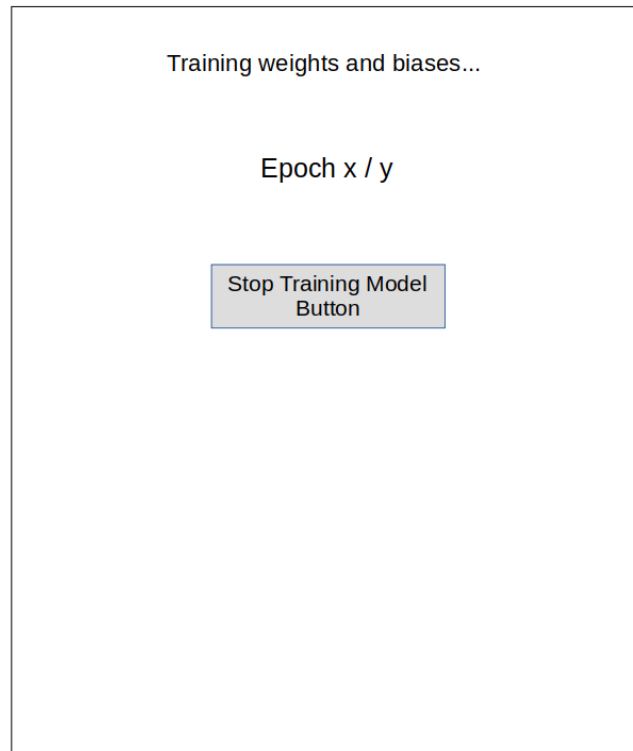 Training weights and biases...
Epoch x / y
Stop Training Model
Button